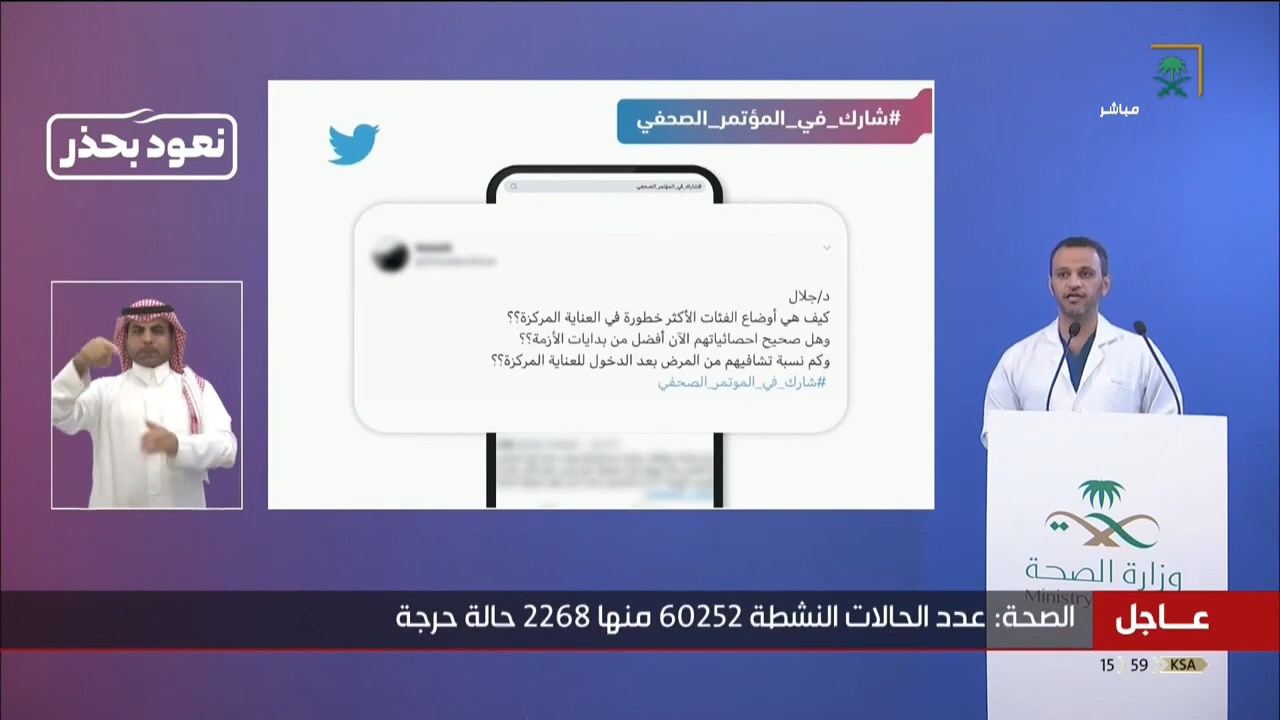 مباشر
نعود بحذر
#شارك_في_المؤتمر_الصحفي
#شارك_في_المؤتمر_الصحفي
د/جلال
كيف هي أوضاع الفئات الأكثر خطورة في العناية المركزة؟؟
وهل صحيح احصائياتهم الآن أفضل من بدايات الأزمة؟؟
وكم نسبة تشافيهم من المرض بعد الدخول للعناية المركزة؟؟
#شارك_في_الموتمر_الصحفي
وزارة الصحة
Ministry
عـــاجل
الصحة: عدد الحالات النشطة 60252 منها 2268 حالة حرجة
15 59 KSA